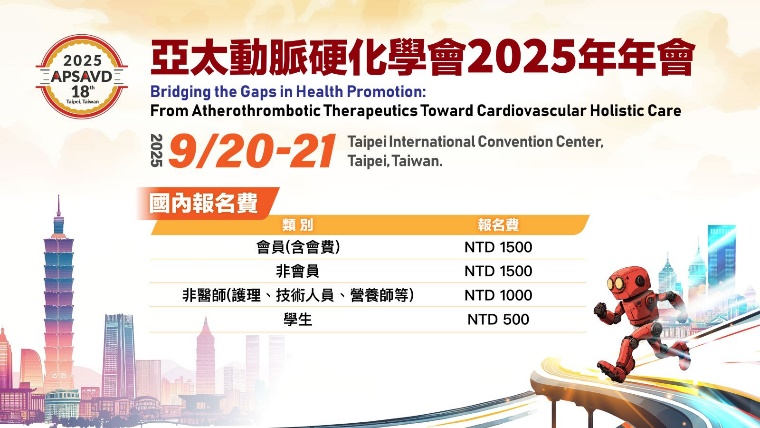 2025
APSAVD
18th
Taipei, Taiwan
亞太動脈硬化學會2025年年會
Bridging the Gaps in Health Promotion:
From Atherothrombotic Therapeutics Toward Cardiovascular Holistic Care
2025 9/20-21
Taipei International Convention Center,
Taipei, Taiwan.
國內報名費
類別 報名費
會員(含會費) NTD 1500
非會員 NTD 1500
非醫師(護理、技術人員、營養師等) NTD 1000
學生 NTD 500